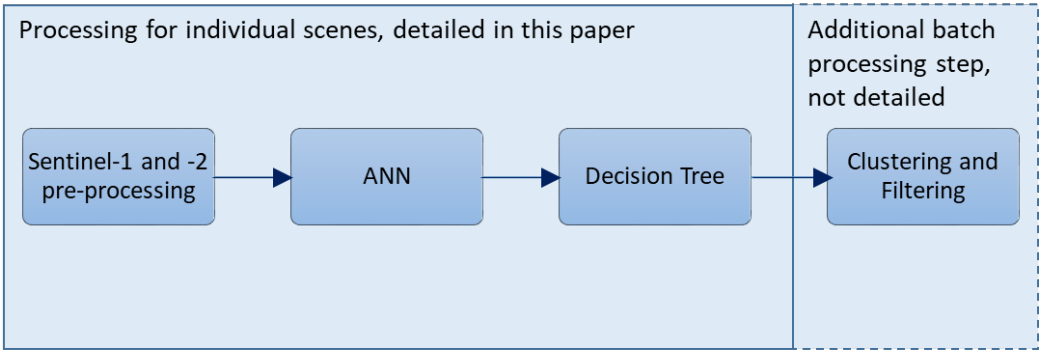 Processing for individual scenes, detailed in this paper
Additional batch
processing step,
not detailed
Sentinel-1 and -2
pre-processing
ANN
Decision Tree
Clustering and
Filtering